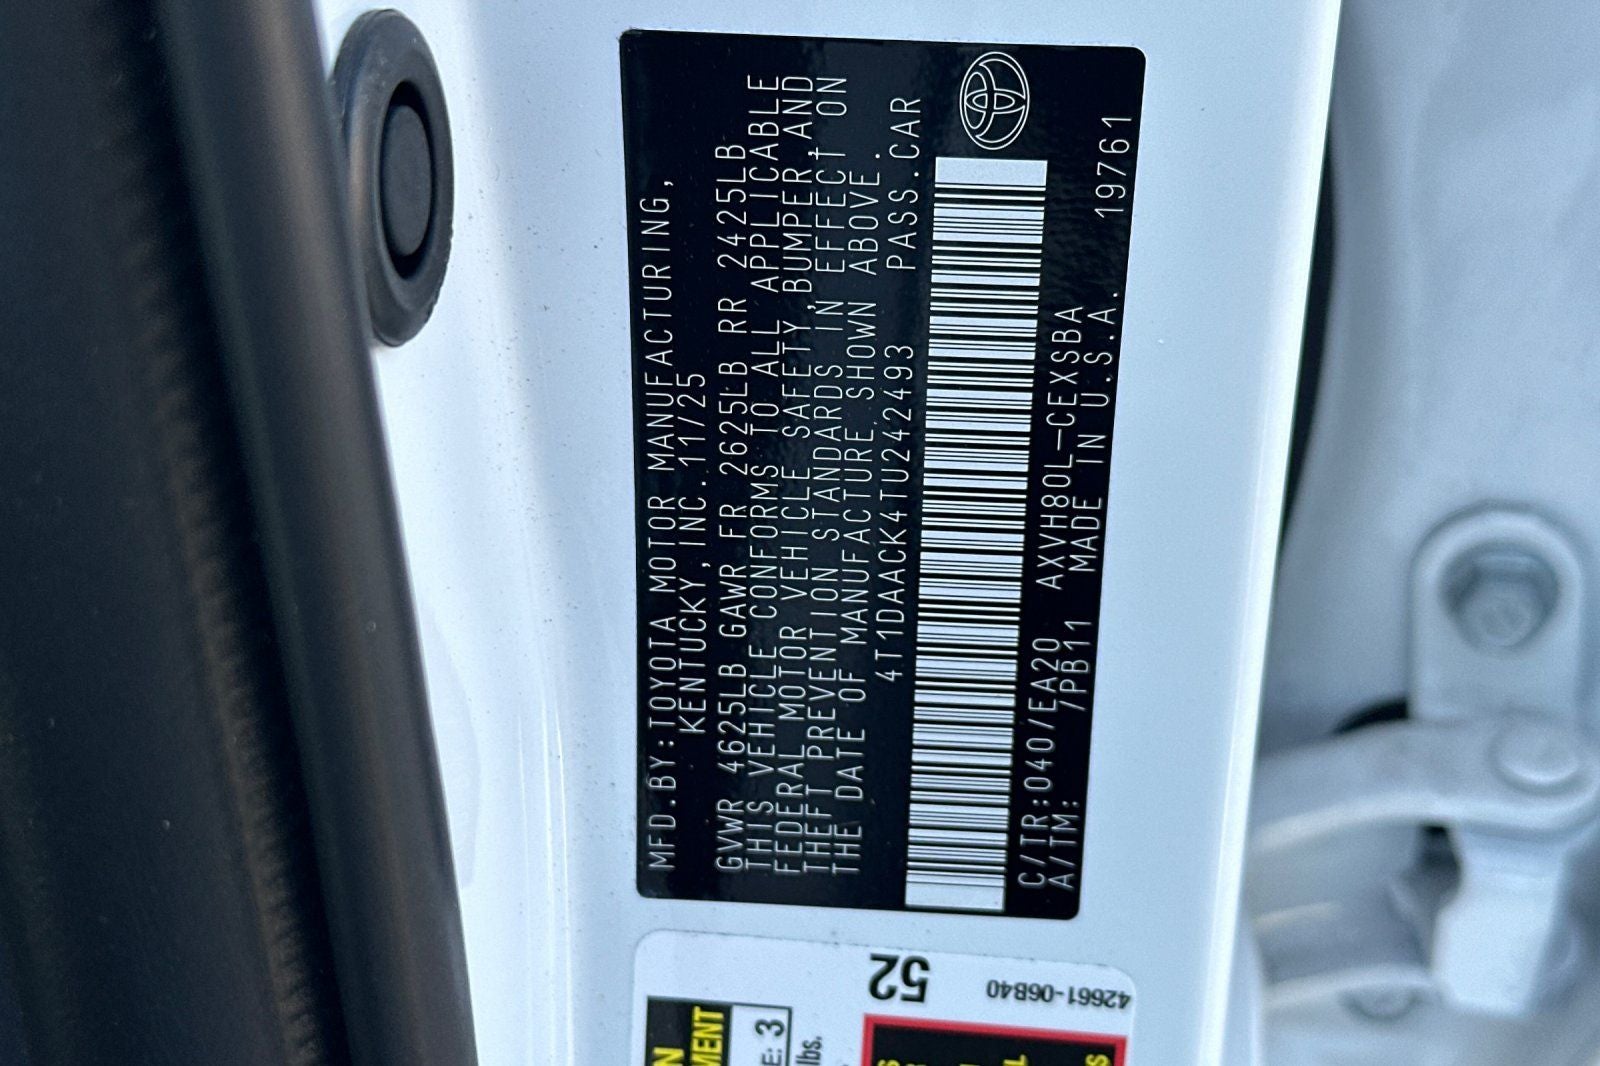 MFD.BY:TOYOTA MOTOR MANUFACTURING,
KENTUCKY,INC.11/25
GVWR 4625LB GAWR FR 2625LB RR 2425LB
THIS VEHICLE CONFORMS TO ALL APPLICABLE
FEDERAL MOTOR VEHICLE SAFETY,BUMPER,AND
THEFT PREVENTION STANDARDS IN EFFECT ON
THE DATE OF MANUFACTURE SHOWN ABOVE.
4T1DAACK4TU242493 PASS.CAR
C/TR:040/EA20 AXVH80L-CEXSBA
A/TM: /PB11 MADE IN U.S.A. 19761
52
42661-06B40
E: 3
lbs.